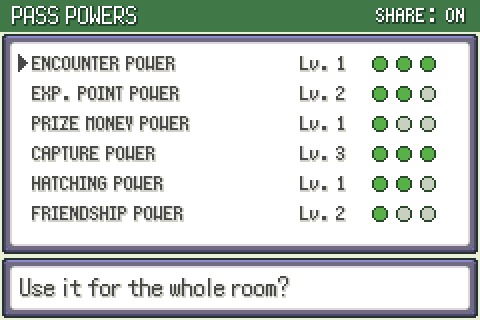 PASS POWERS SHARE: ON
ENCOUNTER POWER Lv. 1
EXP. POINT POWER Lv. 2
PRIZE MONEY POWER Lv. 1
CAPTURE POWER Lv. 3
HATCHING POWER Lv. 1
FRIENDSHIP POWER Lv. 2
Use it for the whole room?